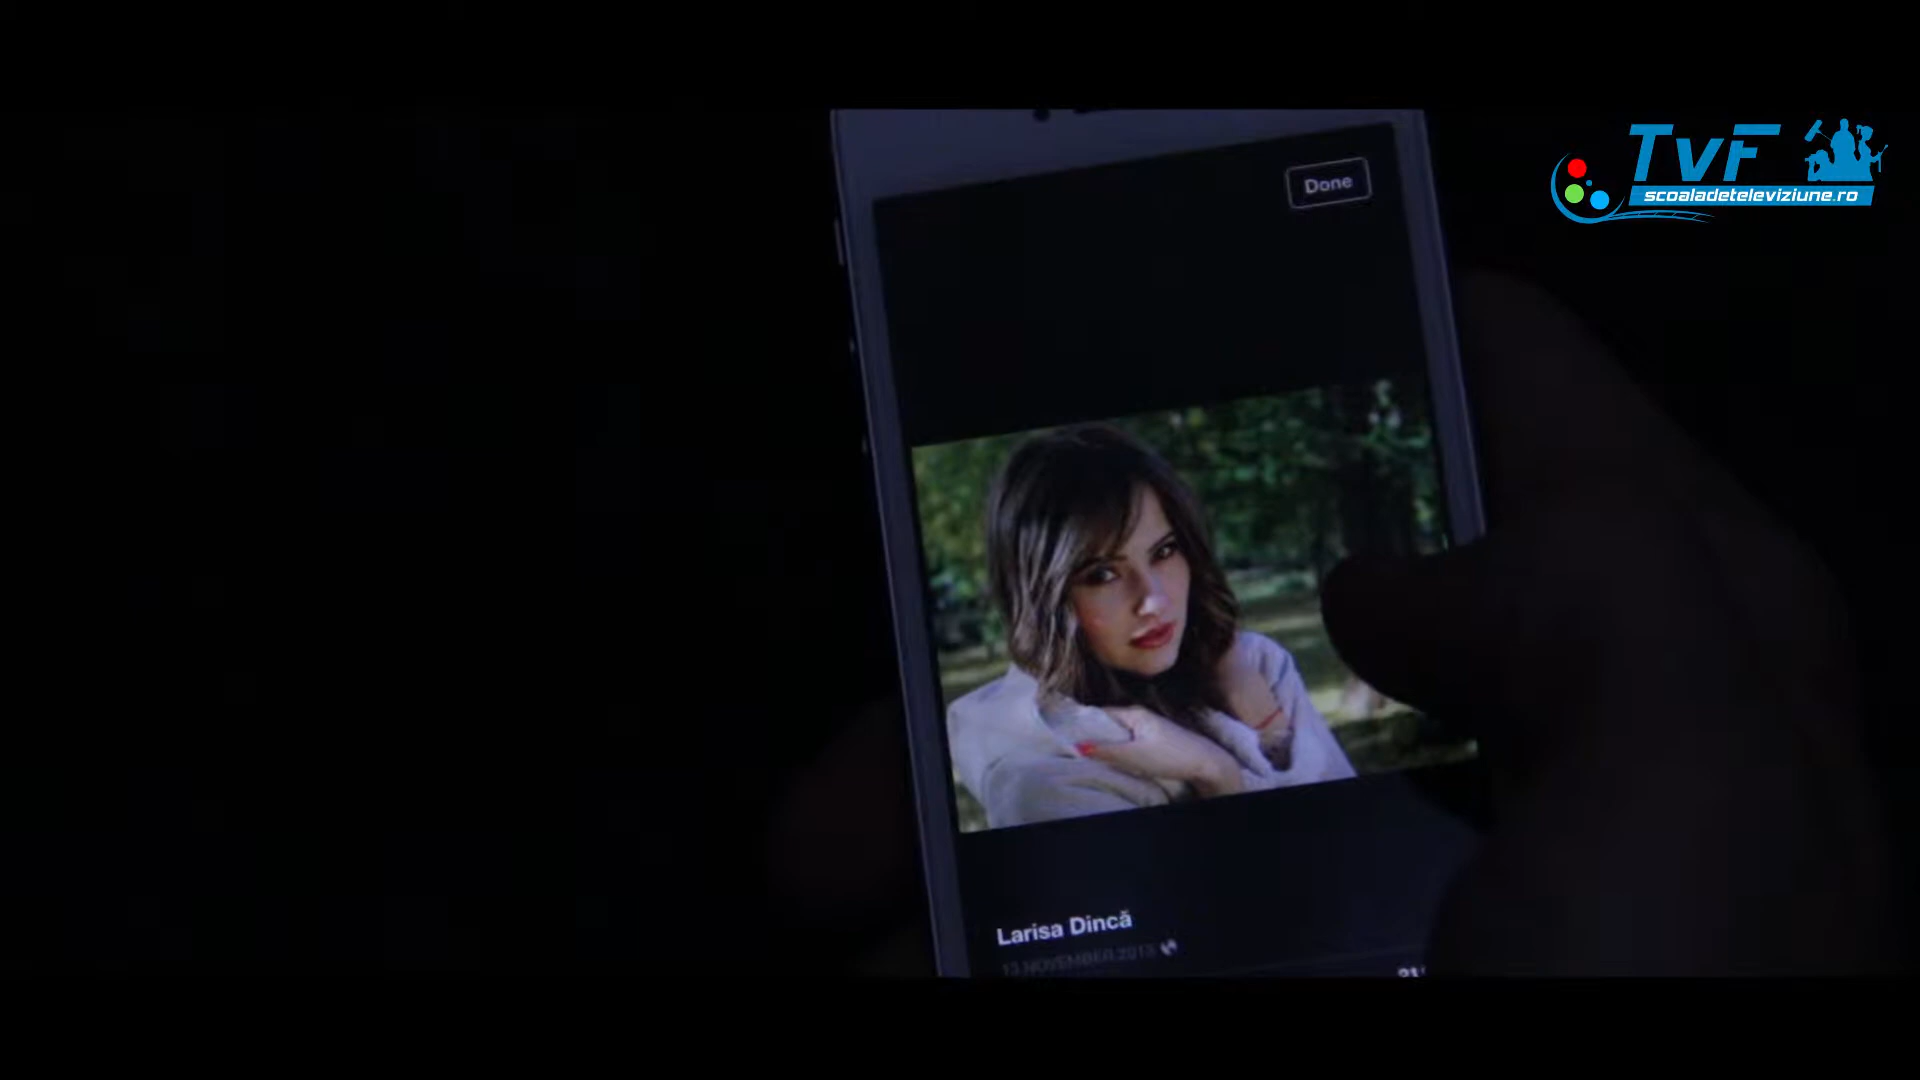 Done
TvF
scoaladeteleviziune.ro
Larisa Dincă
13 NOVEMBER 2013